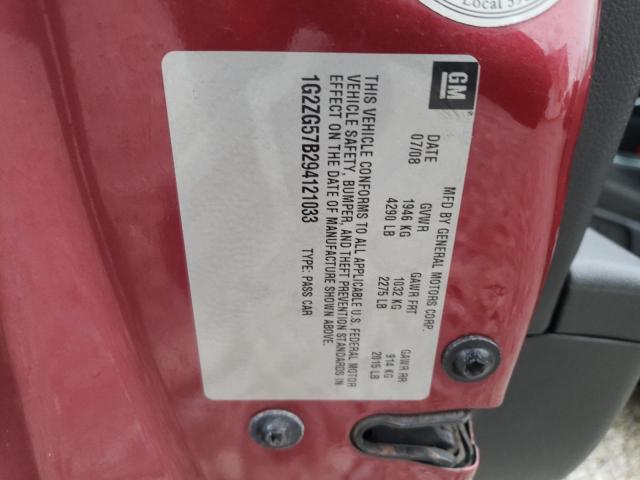 Local 592
GM
MFD BY GENERAL MOTORS CORP.
DATE GVWR GAWR FRT GAWR RR
07/08 1946 KG 1032 KG 914 KG
4290 LB 2275 LB 2015 LB
THIS VEHICLE CONFORMS TO ALL APPLICABLE U.S. FEDERAL MOTOR
VEHICLE SAFETY, BUMPER, AND THEFT PREVENTION STANDARDS IN
EFFECT ON THE DATE OF MANUFACTURE SHOWN ABOVE.
1G2ZG57B294121033 TYPE: PASS CAR